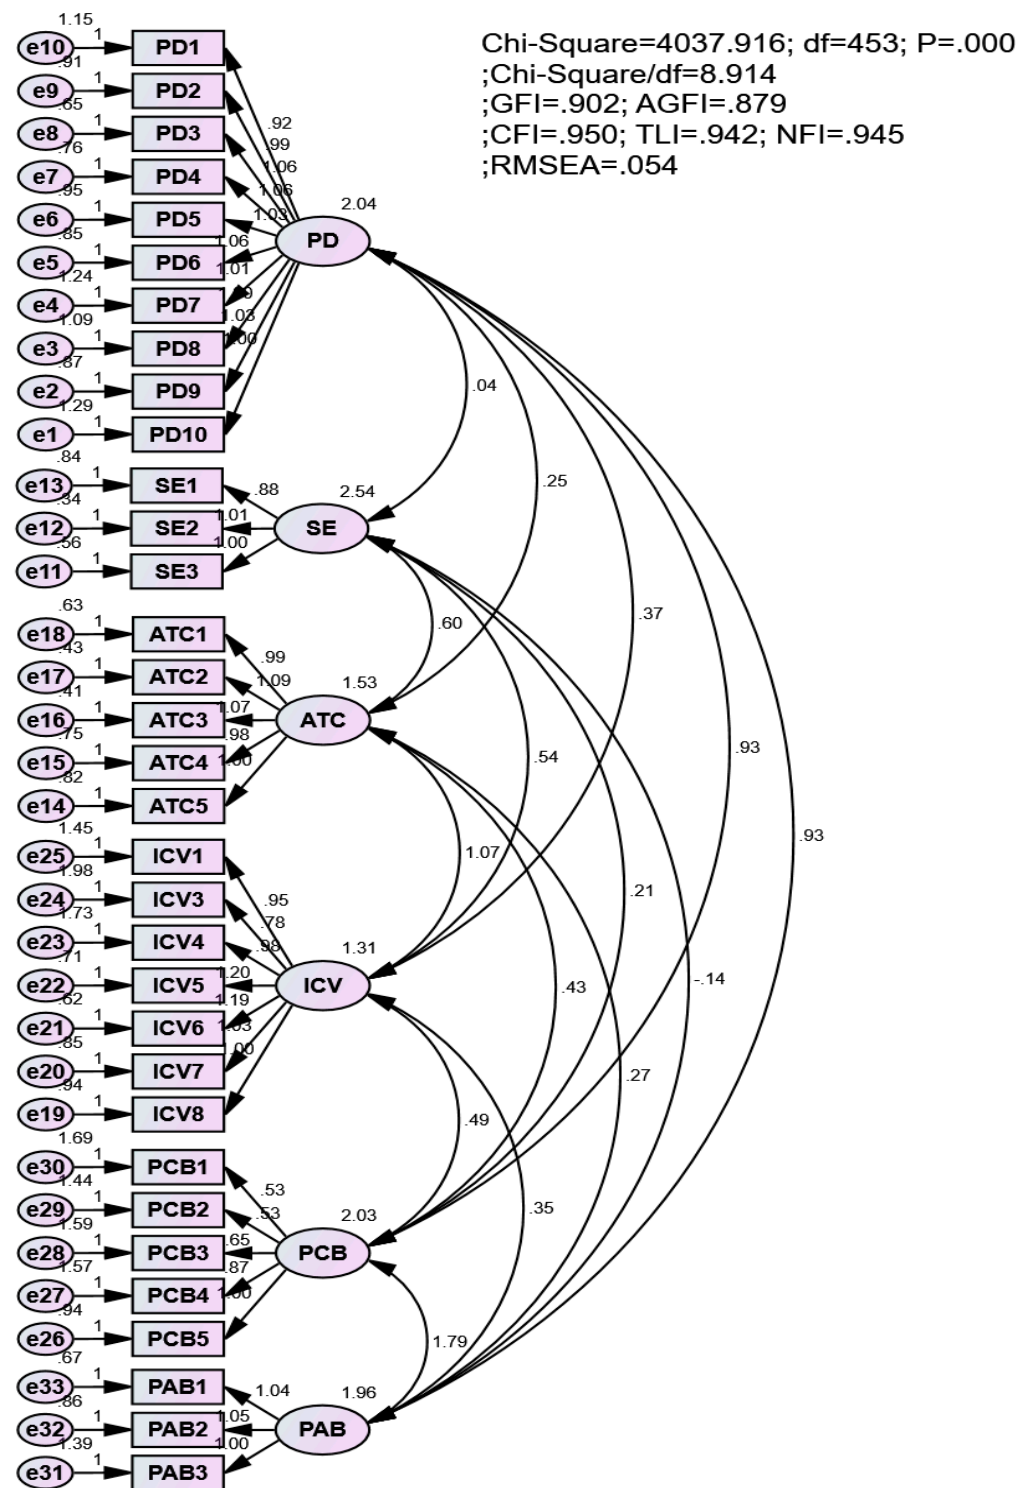 Chi-Square=4037.916; df=453; P=.000
;Chi-Square/df=8.914
;GFI=.902; AGFI=.879
;CFI=.950; TLI=.942; NFI=.945
;RMSEA=.054
1.15
e10 1 PD1
.91
e9 1 PD2
.65
e8 1 PD3
.76
e7 1 PD4
.95
e6 1 PD5
.85
e5 1 PD6
1.24
e4 1 PD7
1.09
e3 1 PD8
.87
e2 1 PD9
1.29
e1 1 PD10
.92
.99
1.06
1.06
1.03
1.06
1.01
1.03
1.00
2.04
PD
.84
e13 1 SE1
.34
e12 1 SE2
.56
e11 1 SE3
.88
1.01
1.00
2.54
SE
.63
e18 1 ATC1
.43
e17 1 ATC2
.41
e16 1 ATC3
.75
e15 1 ATC4
.82
e14 1 ATC5
.99
1.09
1.07
.98
1.00
1.53
ATC
1.45
e25 1 ICV1
1.98
e24 1 ICV3
1.73
e23 1 ICV4
.71
e22 1 ICV5
.62
e21 1 ICV6
.85
e20 1 ICV7
.94
e19 1 ICV8
.95
.78
.98
1.20
1.19
1.03
1.00
1.31
ICV
1.69
e30 1 PCB1
1.44
e29 1 PCB2
1.59
e28 1 PCB3
1.57
e27 1 PCB4
.94
e26 1 PCB5
.53
.53
.65
.87
1.00
2.03
PCB
.67
e33 1 PAB1
.86
e32 1 PAB2
1.39
e31 1 PAB3
1.04
1.05
1.00
1.96
PAB
.04
.25
.37
.93
.93
.60
.54
.21
-.14
1.07
.43
.27
.49
.35
1.79